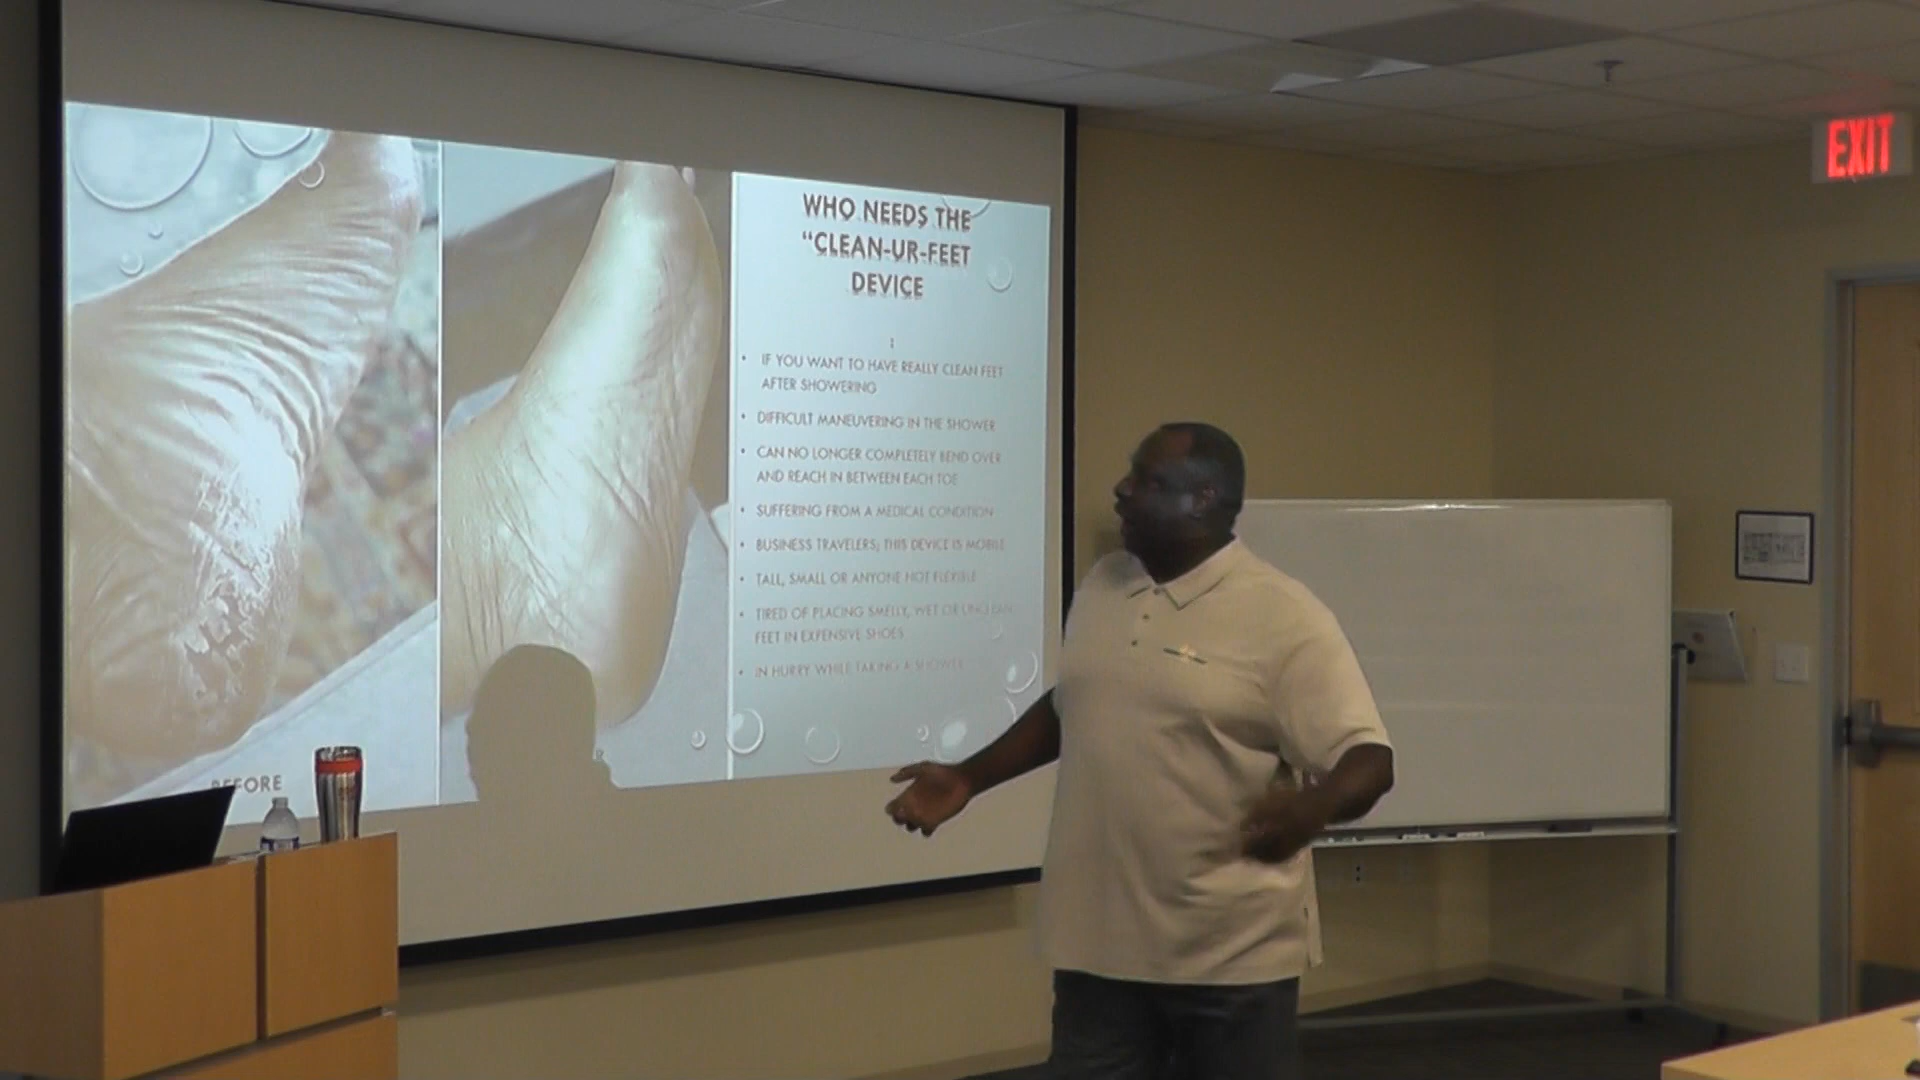 WHO NEEDS THE
“CLEAN-UR-FEET
DEVICE
:
• IF YOU WANT TO HAVE REALLY CLEAN FEET
AFTER SHOWERING
• DIFFICULT MANEUVERING IN THE SHOWER
• CAN NO LONGER COMPLETELY BEND OVER
AND REACH IN BETWEEN EACH TOE
• SUFFERING FROM A MEDICAL CONDITION
• BUSINESS TRAVELERS; THIS DEVICE IS MOBILE
• TALL, SMALL OR ANYONE NOT FLEXIBLE
• TIRED OF PLACING SMELLY, WET OR UNCLEAN
FEET IN EXPENSIVE SHOES
• IN HURRY WHILE TAKING A SHOWER
BEFORE
EXIT